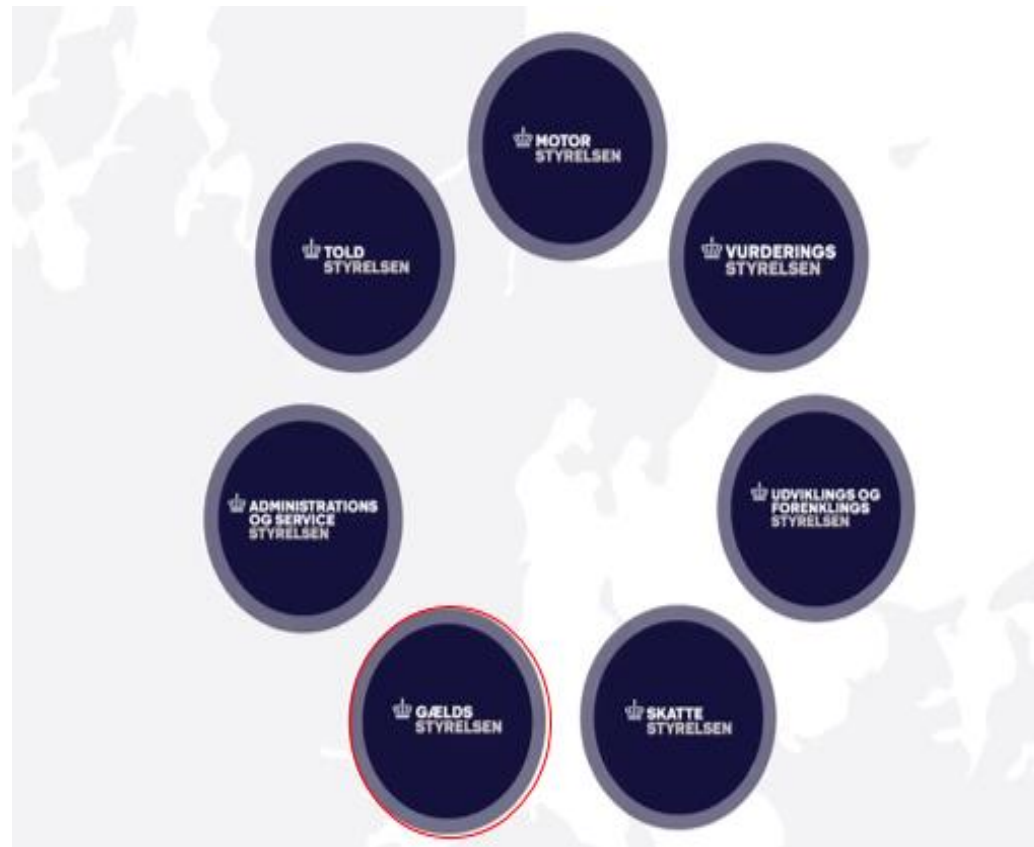 MOTOR
STYRELSEN
TOLD
STYRELSEN
VURDERINGS
STYRELSEN
ADMINISTRATIONS
OG SERVICE
STYRELSEN
UDVIKLINGS OG
FORENKLINGS
STYRELSEN
GÆLDS
STYRELSEN
SKATTE
STYRELSEN